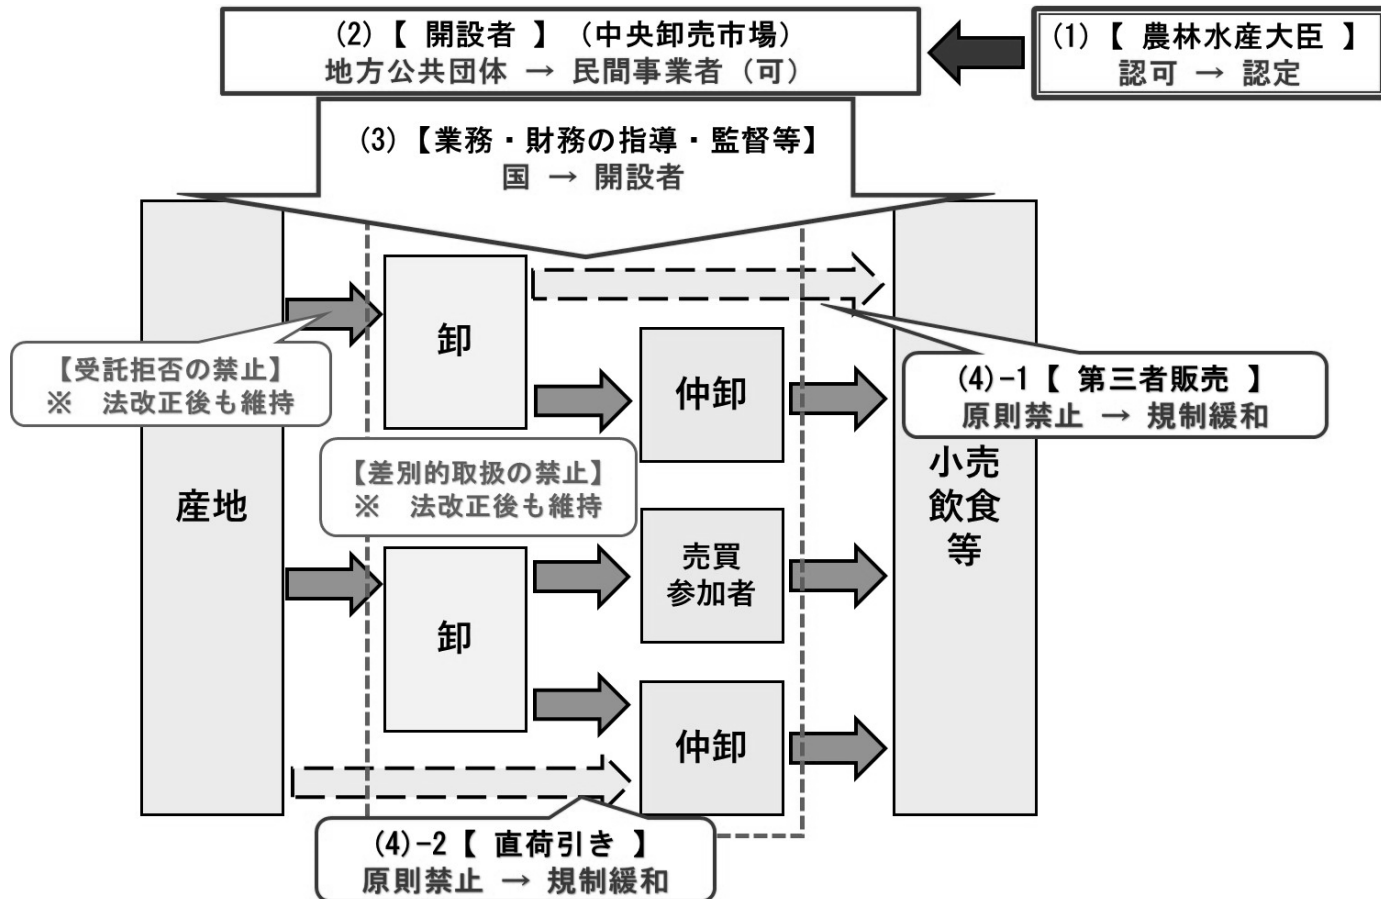 (2)【 開設者 】（中央卸売市場）
地方公共団体 → 民間事業者（可）
(1)【 農林水産大臣 】
認可 → 認定
(3)【業務・財務の指導・監督等】
国 → 開設者
卸
【受託拒否の禁止】
※　法改正後も維持
仲卸
(4)-1【 第三者販売 】
原則禁止 → 規制緩和
【差別的取扱の禁止】
※　法改正後も維持
産地
小売
飲食
等
売買
参加者
卸
仲卸
(4)-2【 直荷引き 】
原則禁止 → 規制緩和